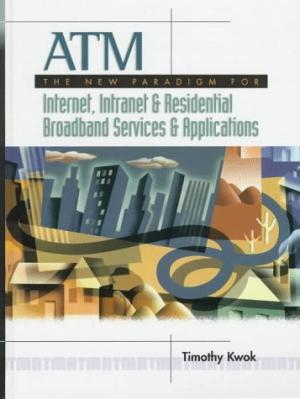 ATM
THE NEW PARADIGM FOR
Internet, Intranet & Residential
Broadband Services & Applications
Timothy Kwok